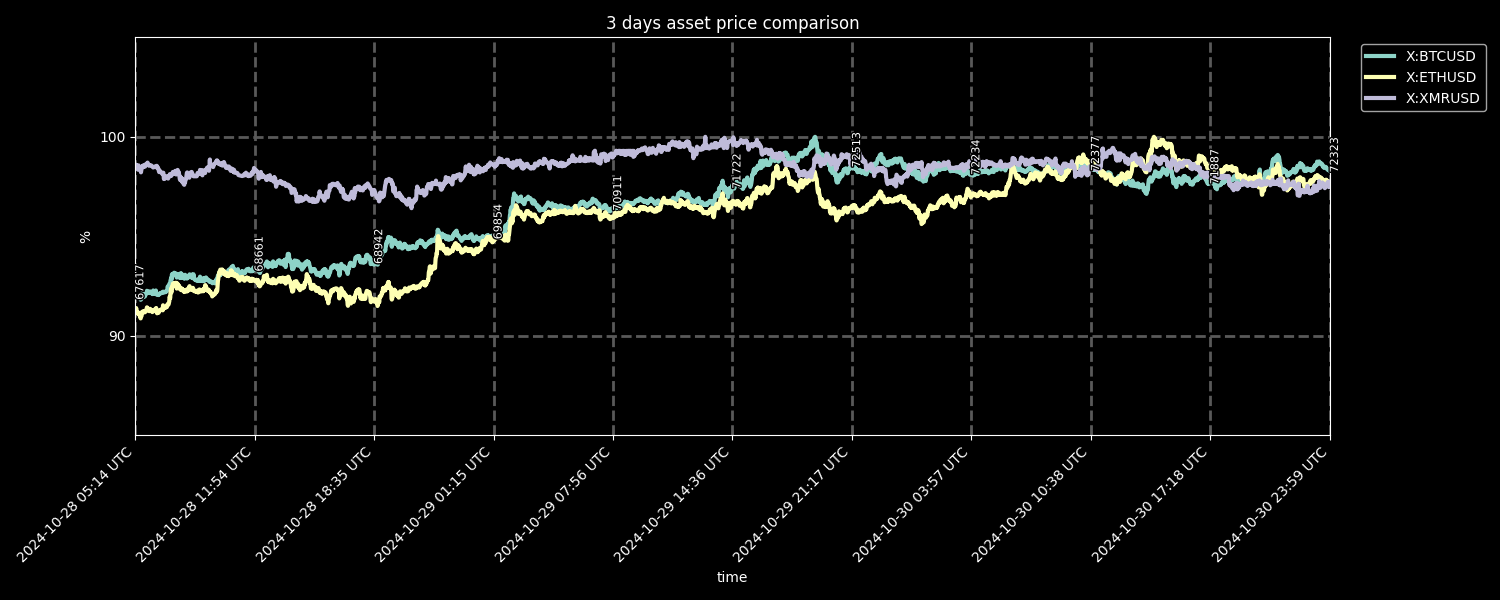 3 days asset price comparison
X:BTCUSD
X:ETHUSD
X:XMRUSD
100
90
%
67617
68661
68942
69854
70911
71722
72513
72234
72377
71887
72323
2024-10-28 05:14 UTC
2024-10-28 11:54 UTC
2024-10-28 18:35 UTC
2024-10-29 01:15 UTC
2024-10-29 07:56 UTC
2024-10-29 14:36 UTC
2024-10-29 21:17 UTC
2024-10-30 03:57 UTC
2024-10-30 10:38 UTC
2024-10-30 17:18 UTC
2024-10-30 23:59 UTC
time